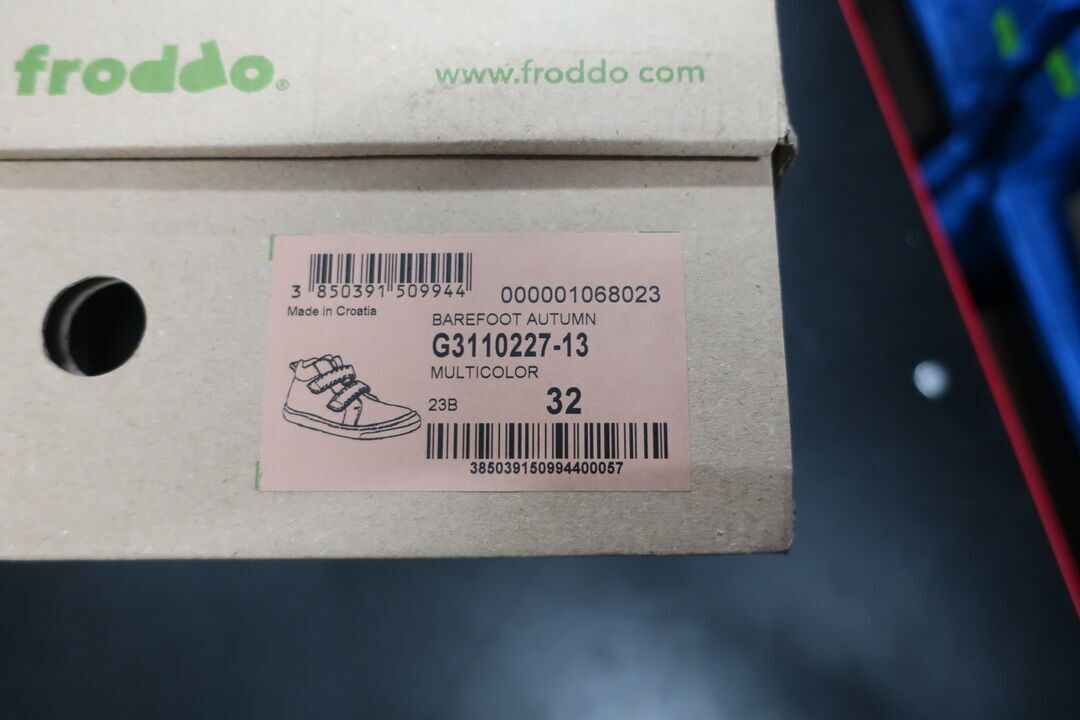 froddo®
www.froddo com
3 850391 509944
000001068023
Made in Croatia
BAREFOOT AUTUMN
G3110227-13
MULTICOLOR
23B
32
385039150994400057